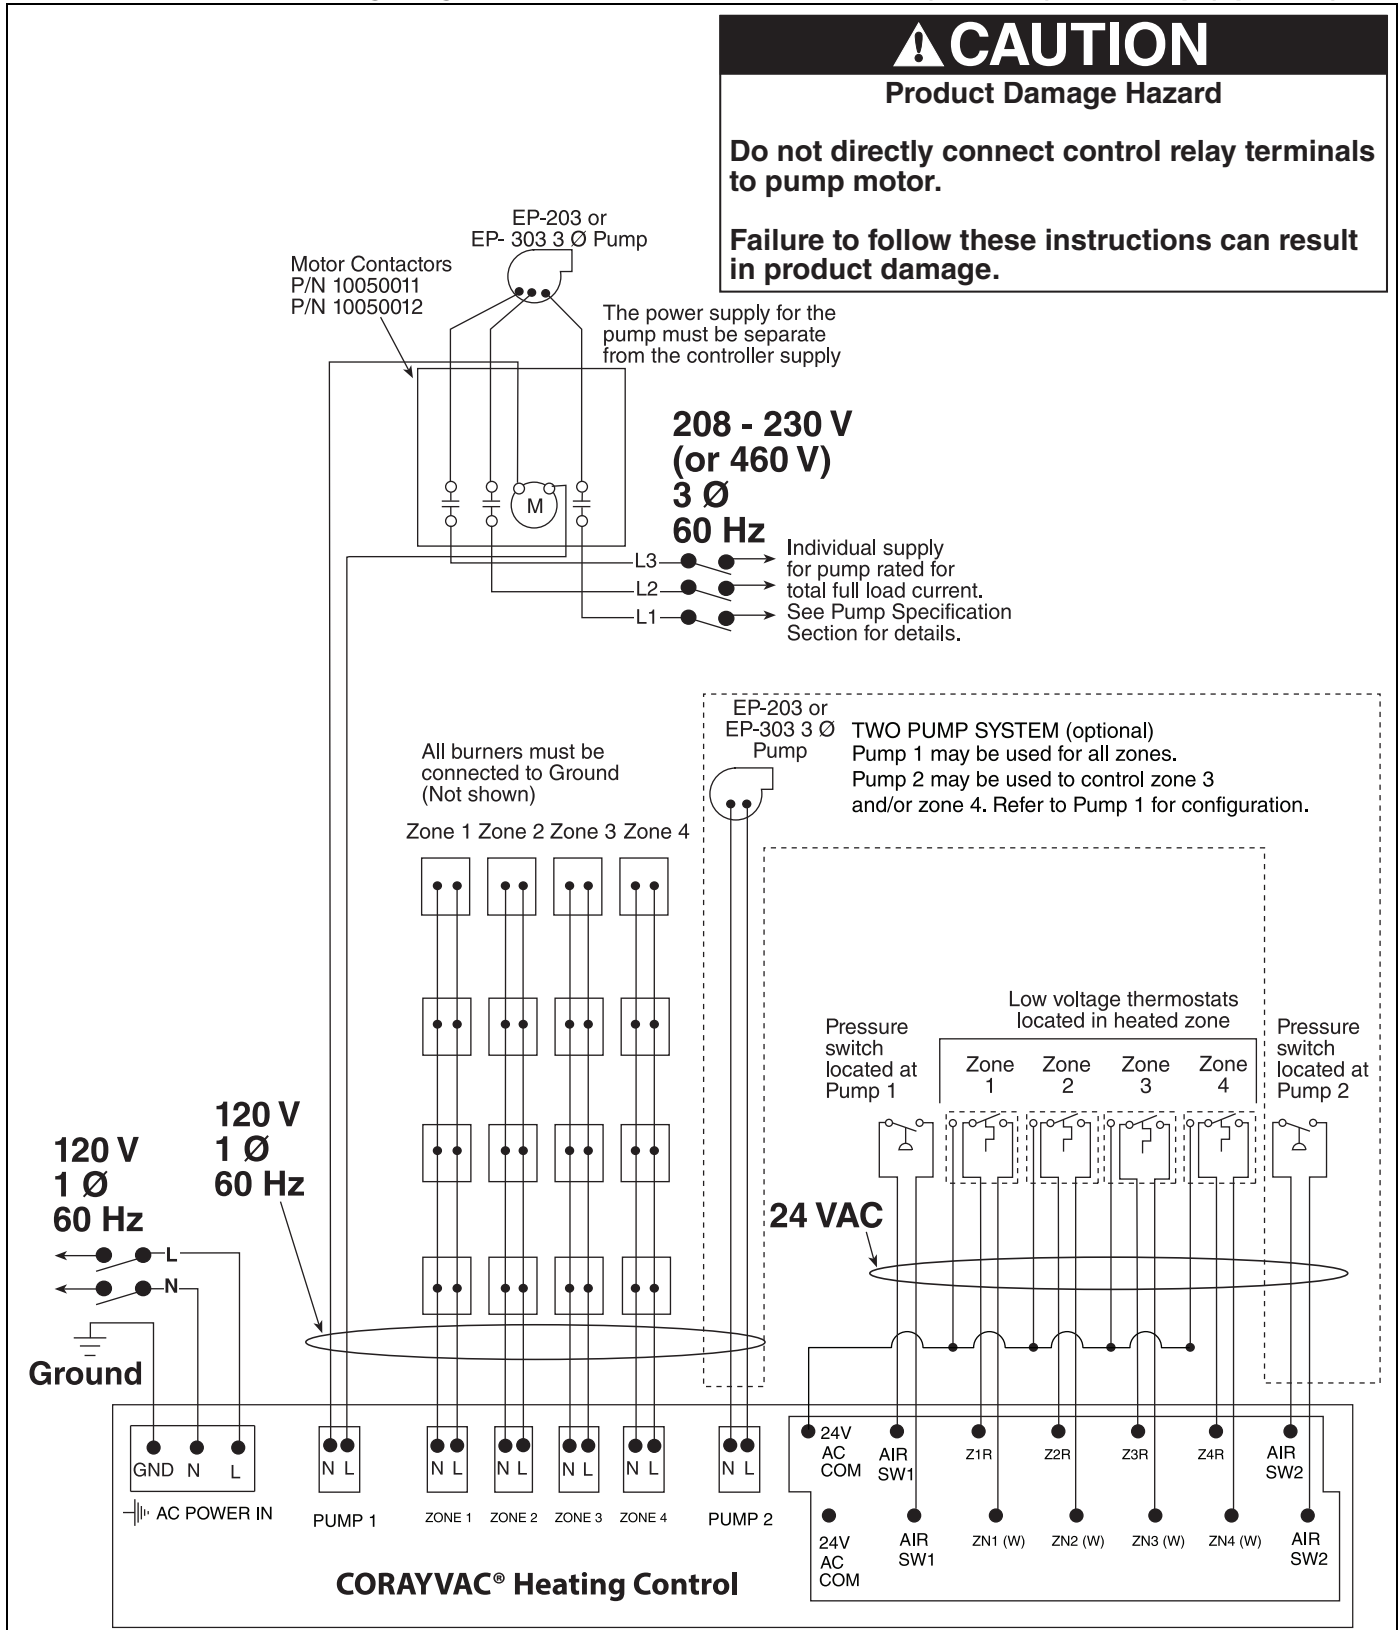 CAUTION
Product Damage Hazard
Do not directly connect control relay terminals
to pump motor.
Failure to follow these instructions can result
in product damage.
EP-203 or
EP- 303 3 Ø Pump
Motor Contactors
P/N 10050011
P/N 10050012
The power supply for the
pump must be separate
from the controller supply
208 - 230 V
(or 460 V)
3 Ø
60 Hz
M
L3
L2
L1
Individual supply
for pump rated for
total full load current.
See Pump Specification
Section for details.
EP-203 or
EP-303 3 Ø
Pump
TWO PUMP SYSTEM (optional)
Pump 1 may be used for all zones.
Pump 2 may be used to control zone 3
and/or zone 4. Refer to Pump 1 for configuration.
All burners must be
connected to Ground
(Not shown)
Zone 1 Zone 2 Zone 3 Zone 4
Low voltage thermostats
located in heated zone
Pressure
switch
located at
Pump 1
Zone
1
Zone
2
Zone
3
Zone
4
Pressure
switch
located at
Pump 2
120 V
1 Ø
60 Hz
120 V
1 Ø
60 Hz
24 VAC
L
N
Ground
GND N L
AC POWER IN
N L
PUMP 1
N L
ZONE 1
N L
ZONE 2
N L
ZONE 3
N L
ZONE 4
N L
PUMP 2
24V
AC
COM
AIR
SW1
Z1R
Z2R
Z3R
Z4R
AIR
SW2
24V
AC
COM
AIR
SW1
ZN1 (W)
ZN2 (W)
ZN3 (W)
ZN4 (W)
AIR
SW2
CORAYVAC® Heating Control